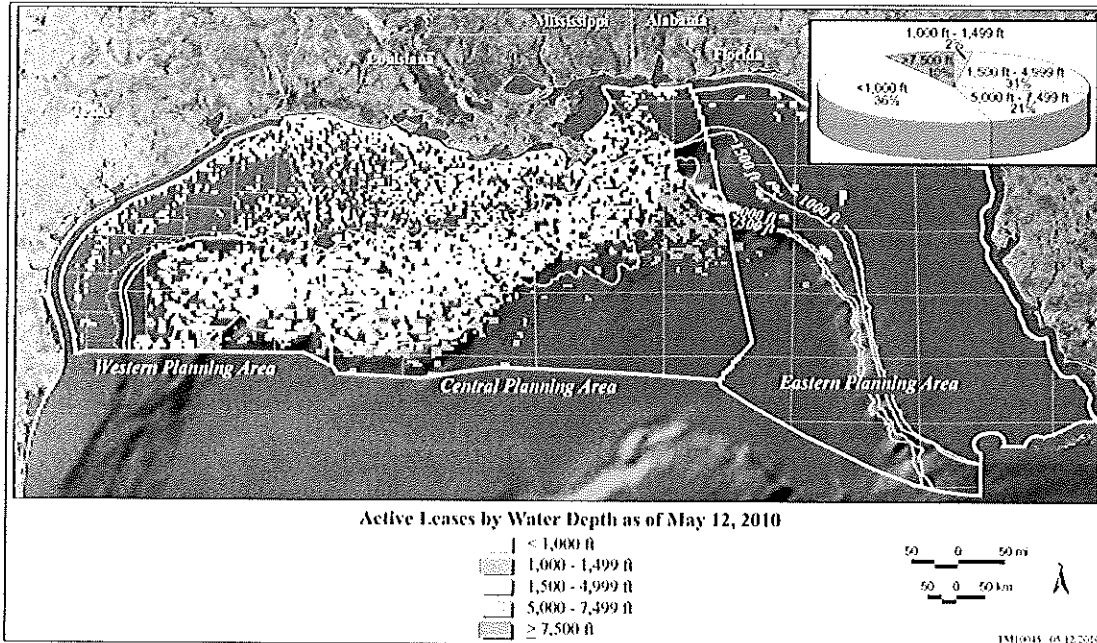 Mississippi Alabama
Louisiana
Florida
1,000 ft - 1,499 ft
2%
≥7,500 ft
1,500 ft - 4,999 ft
31%
<1,000 ft
36%
5,000 ft - 7,499 ft
21%
1500 ft
1000 ft
Western Planning Area
Central Planning Area
Eastern Planning Area
Active Leases by Water Depth as of May 12, 2010
< 1,000 ft
1,000 - 1,499 ft
1,500 - 4,999 ft
5,000 - 7,499 ft
≥ 7,500 ft
50 0 50 mi
50 0 50 km